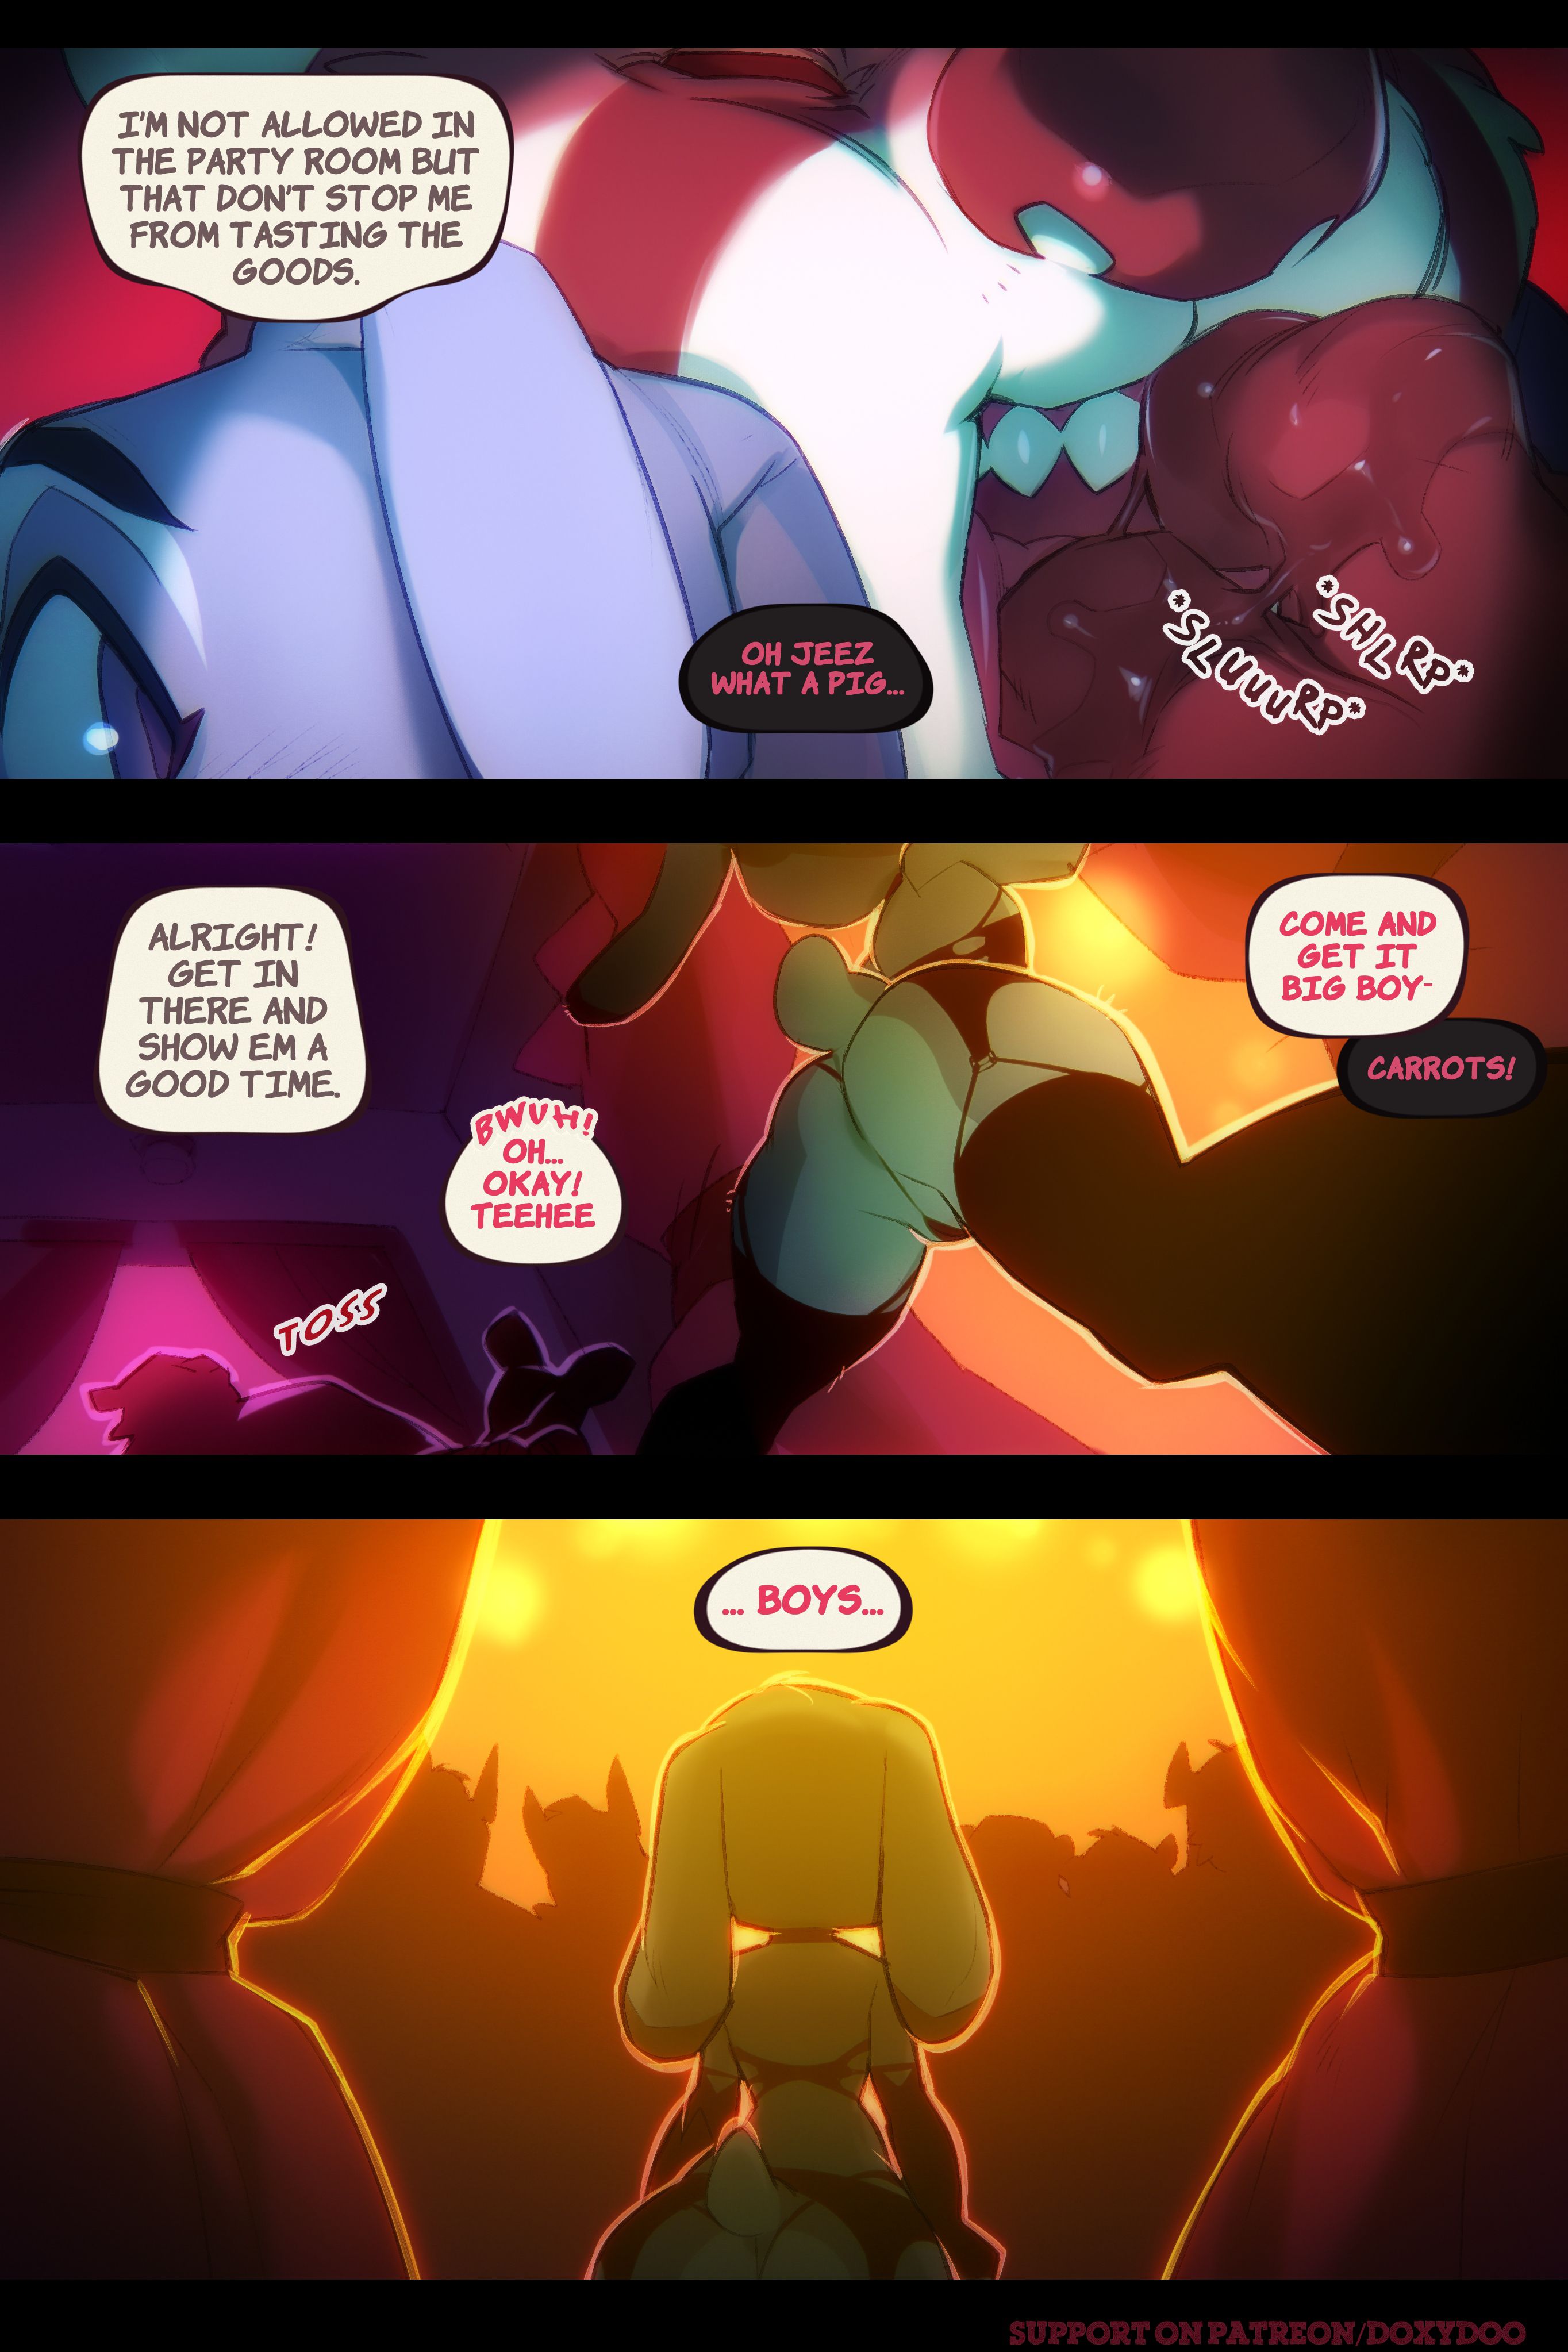 I'M NOT ALLOWED IN
THE PARTY ROOM BUT
THAT DON'T STOP ME
FROM TASTING THE
GOODS.
OH JEEZ
WHAT A PIG...
*SHLRP*
*SLUUURP*
ALRIGHT!
GET IN
THERE AND
SHOW EM A
GOOD TIME.
BWUH!
OH...
OKAY!
TEEHEE
TOSS
COME AND
GET IT
BIG BOY-
CARROTS!
... BOYS...
SUPPORT ON PATREON/DOXYDOO